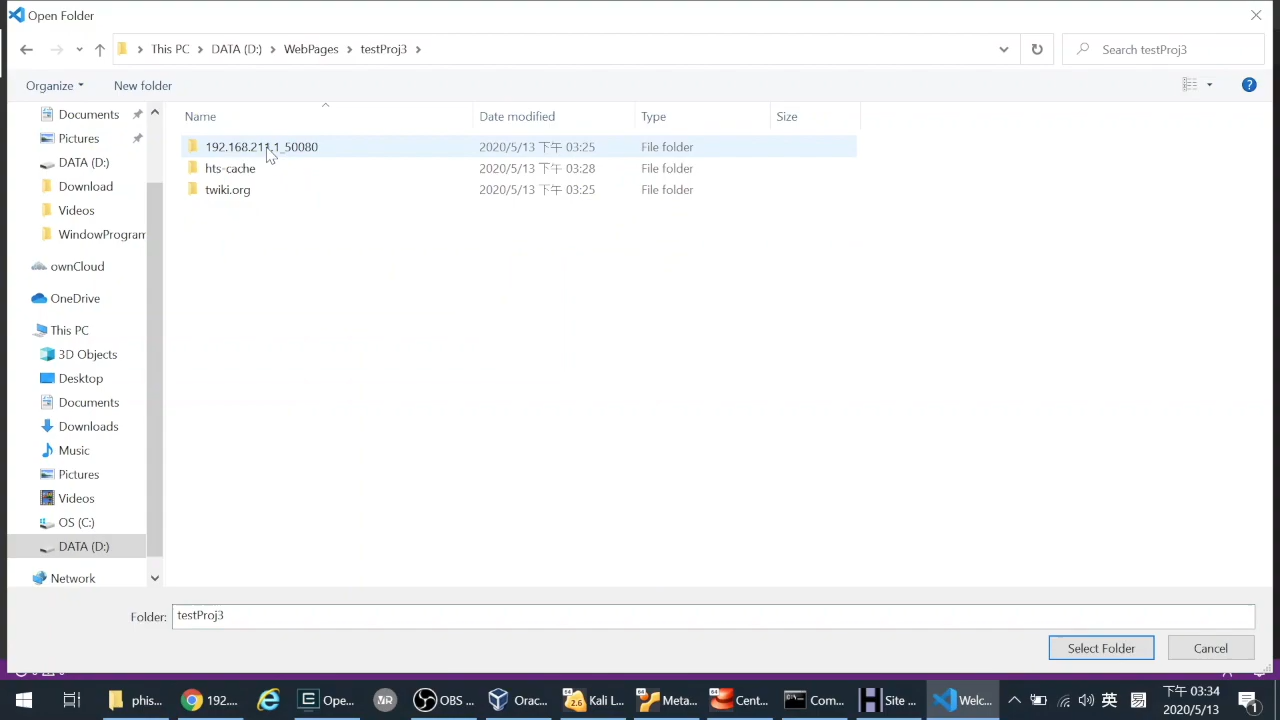 Open Folder
This PC > DATA (D:) > WebPages > testProj3 >
Search testProj3
Organize
New folder
?
Name
Date modified
Type
Size
Documents
Pictures
DATA (D:)
Download
Videos
WindowProgram
ownCloud
OneDrive
This PC
3D Objects
Desktop
Documents
Downloads
Music
Pictures
Videos
OS (C:)
DATA (D:)
Network
192.168.211.1_50080 2020/5/13 下午 03:25 File folder
hts-cache 2020/5/13 下午 03:28 File folder
twiki.org 2020/5/13 下午 03:25 File folder
Folder: testProj3
Select Folder
Cancel
phis...
192....
Ope...
VR
OBS ...
Orac...
Kali L...
Meta...
Cent...
Com...
Site ...
Welc...
英
下午 03:34
2020/5/13
1